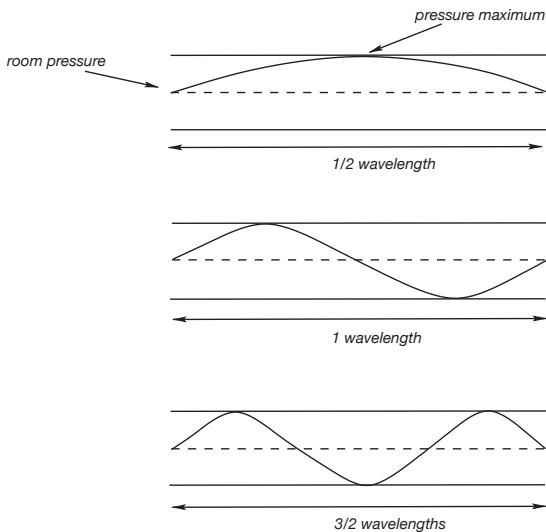 pressure maximum
room pressure
1/2 wavelength
1 wavelength
3/2 wavelengths